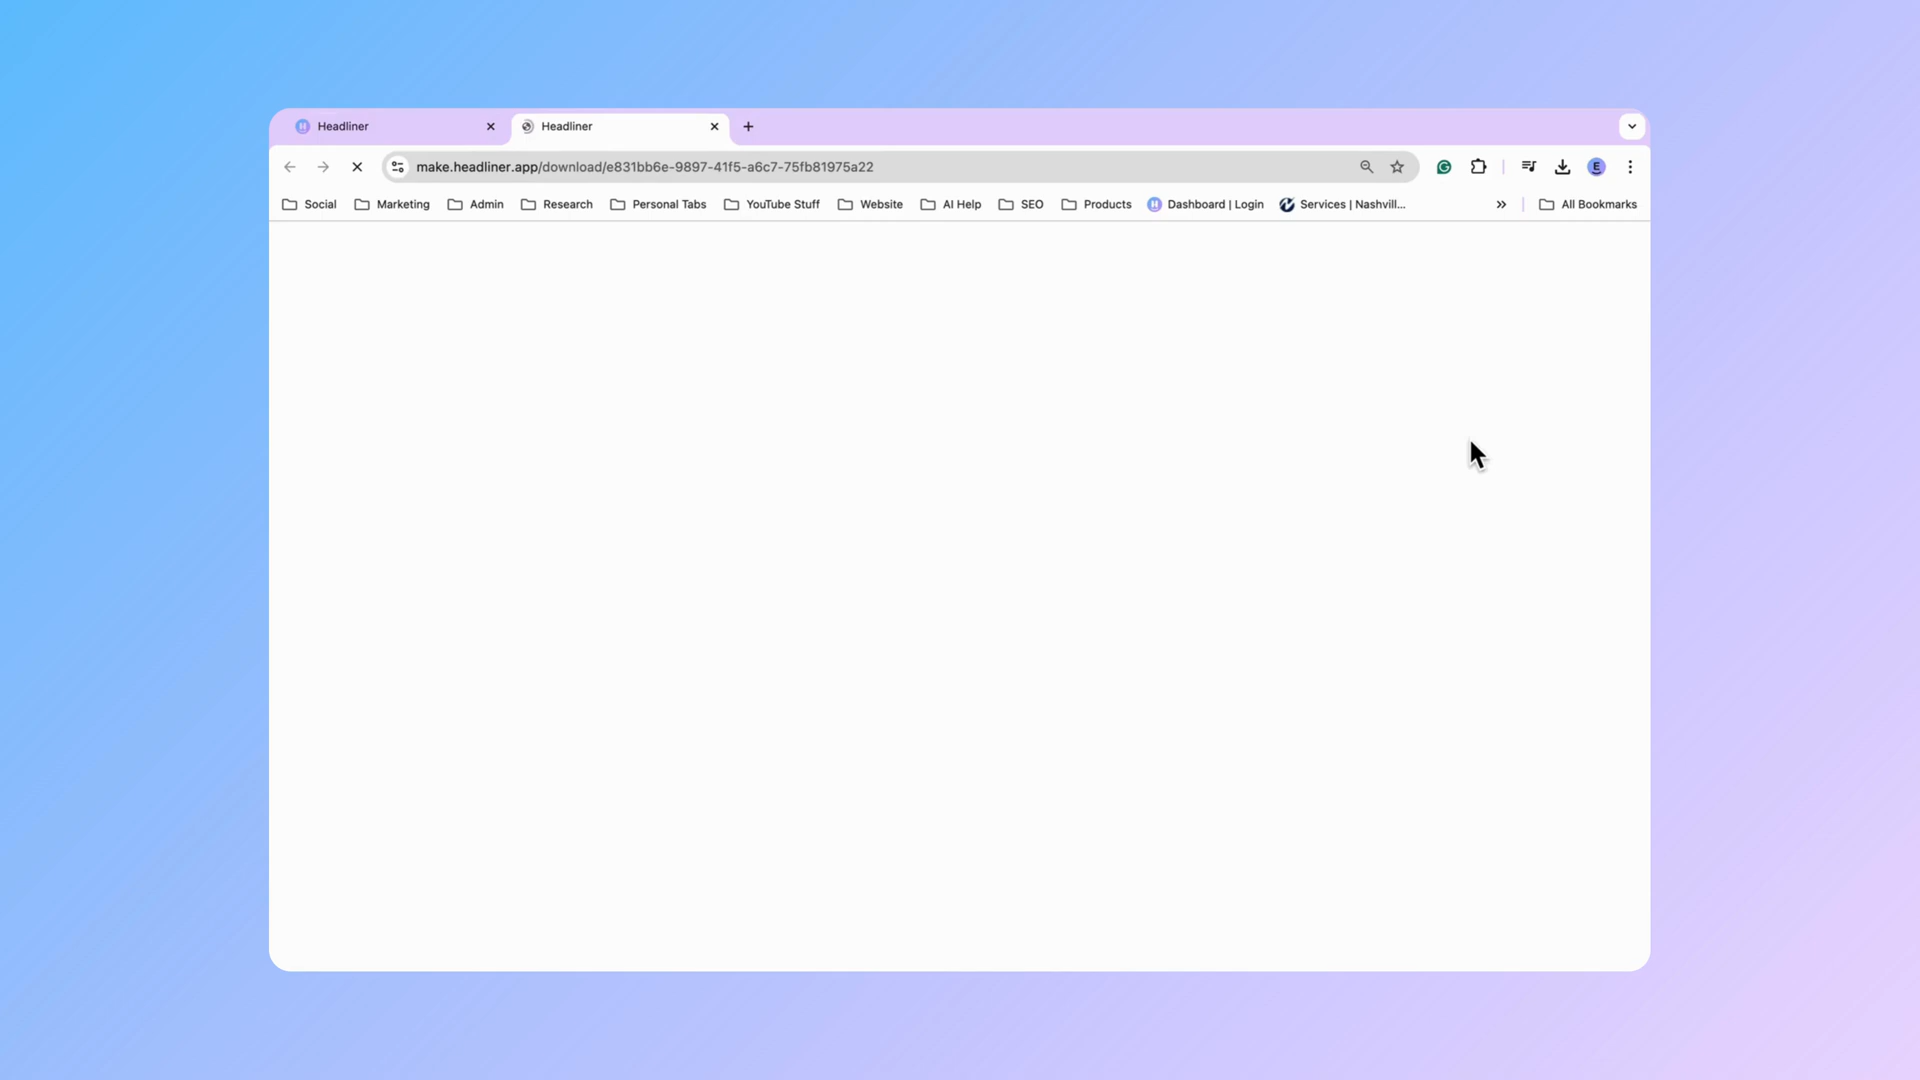 Headiner Headliner
make.headliner.app/download/e831bb6e-9897-41f5-a6c7-75fb81975a22 E
Social Marketing Admin Research Personal Tabs YouTube Stuff Website AI Help SEO Products Dashboard | Login Services | Nashvill... All Bookmarks